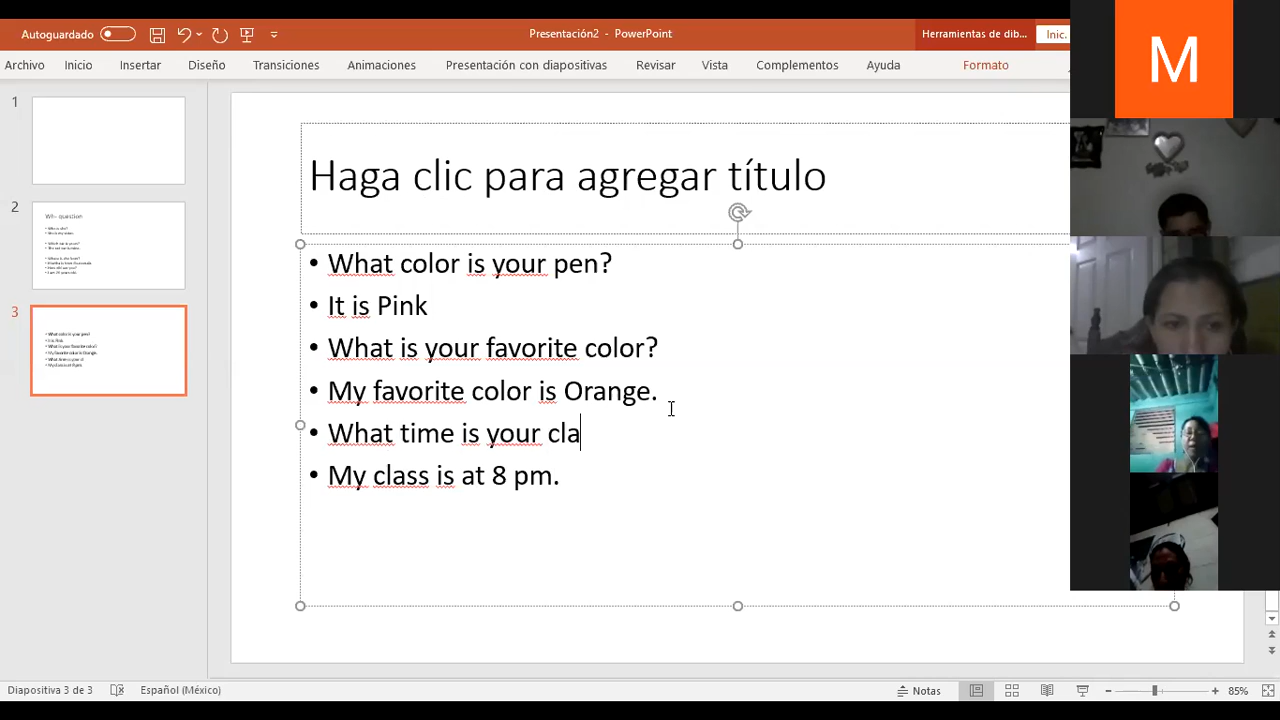 Autoguardado
Presentación2 - PowerPoint
Herramientas de dib...
Inic.
Archivo Inicio Insertar Diseño Transiciones Animaciones Presentación con diapositivas Revisar Vista Complementos Ayuda Formato
M
1
2
3
Haga clic para agregar título
• What color is your pen?
• It is Pink
• What is your favorite color?
• My favorite color is Orange.
• What time is your cla
• My class is at 8 pm.
Diapositiva 3 de 3
Español (México)
Notas
85%